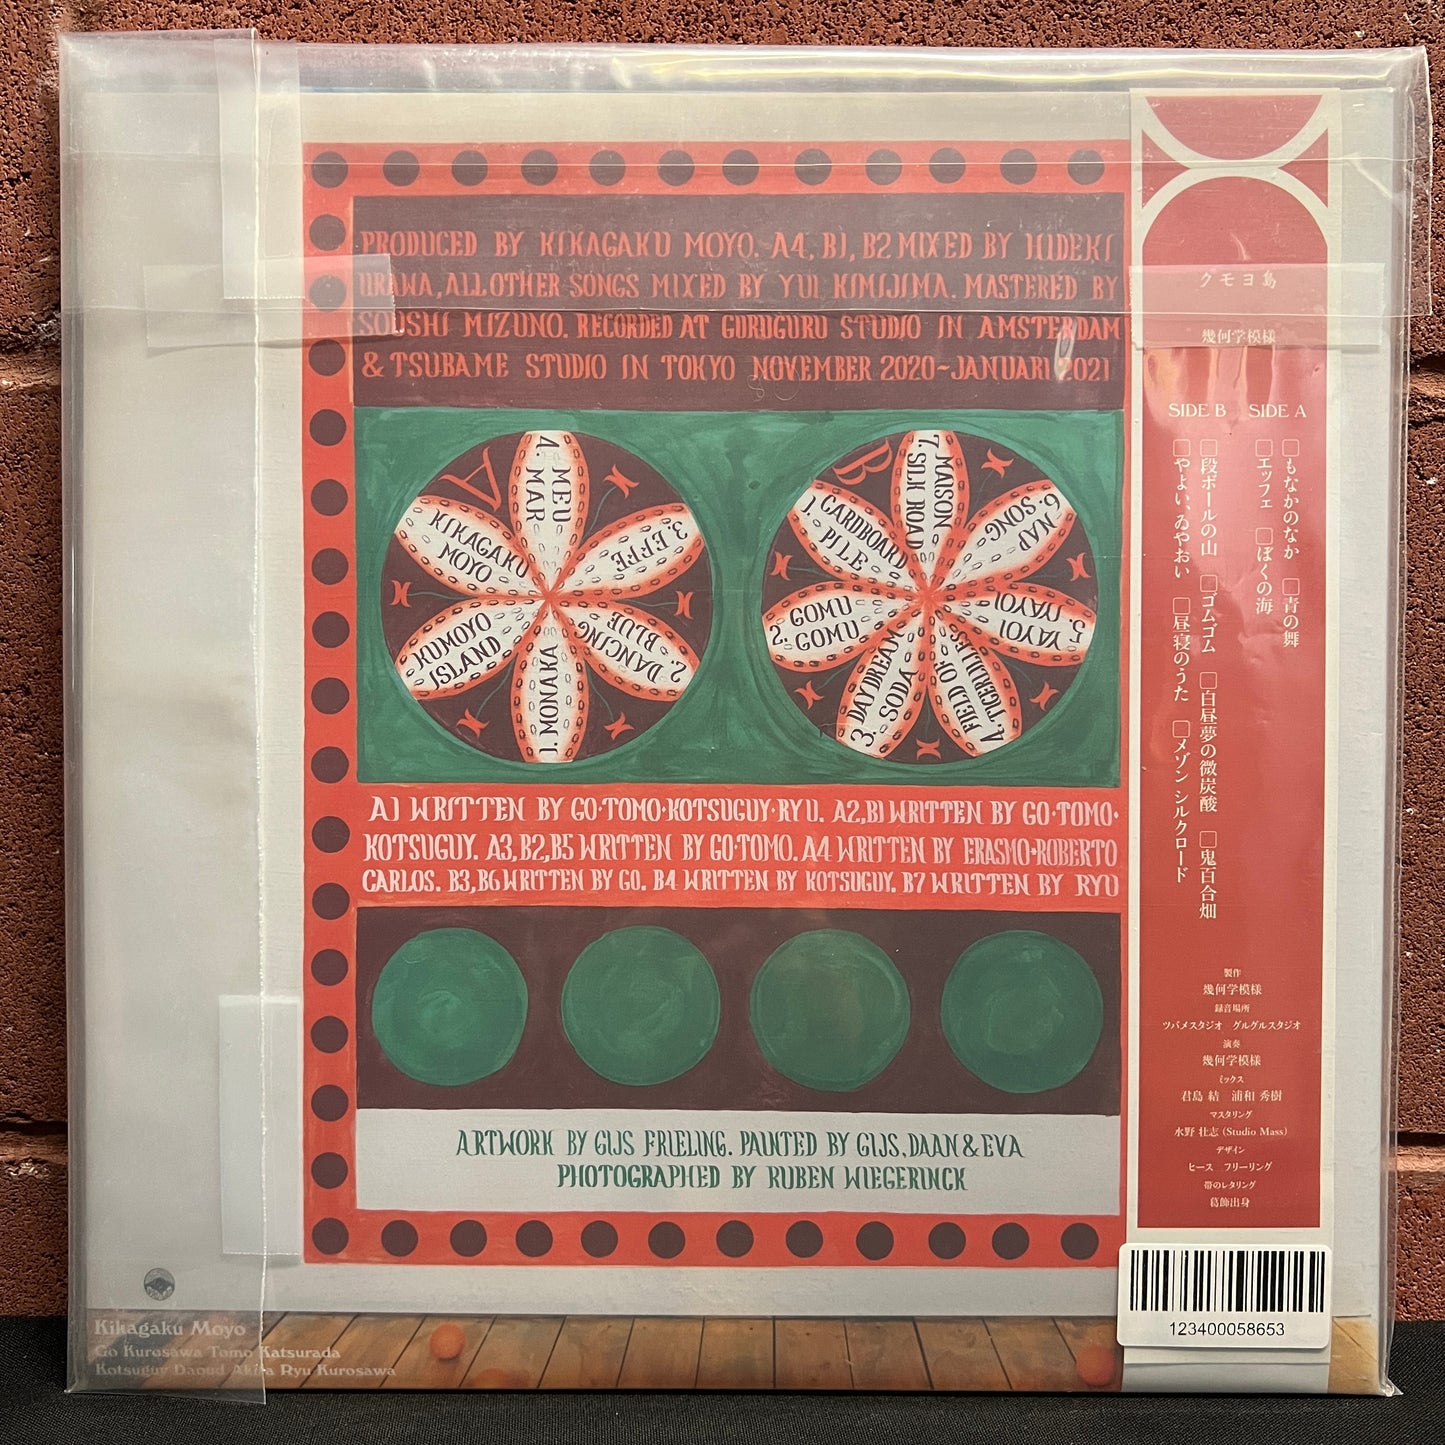 PRODUCED BY KIKAGAKU MOYO. A4, B1, B2 MIXED BY HIDEKI
URAWA, ALL OTHER SONGS MIXED BY YUI KIMIJIMA. MASTERED BY
SOUSHI MIZUNO. RECORDED AT GURUGURU STUDIO IN AMSTERDAM
& TSUBAME STUDIO IN TOKYO NOVEMBER 2020~JANUARI 2021
A
KIKAGAKU
MOYO
KUMOYO
ISLAND
1. MONAKA
2. DANCING
BLUE
3. EFFE
4. MEU
MAR
B
1. CARDBOARD
PILE
2. GOMU
GOMU
3. DAYDREAM
SODA
4. FIELD OF
TIGERLILIES
5. YAYOI
IYAYOI
6. NAP
SONG
7. MAISON
SILK ROAD
A1 WRITTEN BY GO·TOMO·KOTSUGUY·RYU. A2,B1 WRITTEN BY GO·TOMO·
KOTSUGUY. A3,B2,B5 WRITTEN BY GO·TOMO. A4 WRITTEN BY ERASMO·ROBERTO
CARLOS. B3,B6 WRITTEN BY GO. B4 WRITTEN BY KOTSUGUY. B7 WRITTEN BY RYU
ARTWORK BY GIJS FRIELING. PAINTED BY GIJS, DAAN & EVA
PHOTOGRAPHED BY RUBEN WIEGERINCK
Kikagaku Moyo
Go Kurosawa Tomo Katsurada
Kotsuguy Daoud Akira Ryu Kurosawa
クモヨ島
幾何学模様
SIDE A
もなかのなか 青の舞
エッフェ ぼくの海
SIDE B
段ボールの山 ゴムゴム 白昼夢の微炭酸 鬼百合畑
やよい、ゐやおい 昼寝のうた メゾン シルクロード
製作
幾何学模様
録音場所
ツバメスタジオ グルグルスタジオ
演奏
幾何学模様
ミックス
君島 結 浦和 秀樹
マスタリング
水野 壮志 (Studio Mass)
デザイン
ヒース フリーリング
帯のレタリング
葛飾出身
123400058653